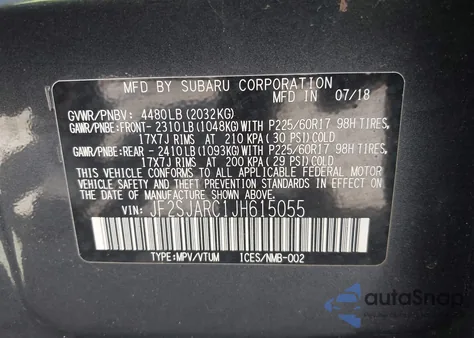 MFD BY SUBARU CORPORATION
GVWR/PNBV: 4480LB (2032KG) IN 07/18
GAWR/PNBE:FRONT- 2310LB (1048KG)WITH P225/60R17 98H TIRES,
17X7J RIMS AT 210 KPA (30 PSI) COLD
GAWR/PNBE:REAR - 2410LB (1093KG)WITH P225/60R17 98H TIRES,
17X7J RIMS AT 200 KPA (29 PSI) COLD
THIS VEHICLE CONFORMS TO ALL APPLICABLE FEDERAL MOTOR
VEHICLE SAFETY, BUMPER, AND THEFT PREVENTION STANDARDS IN EFFECT ON
THE DATE OF MANUFACTURE SHOWN ABOVE.
VIN: JF2SJARC1JH615055
TYPE:MPV/VTUM ICES/NMB-002
autoSnap